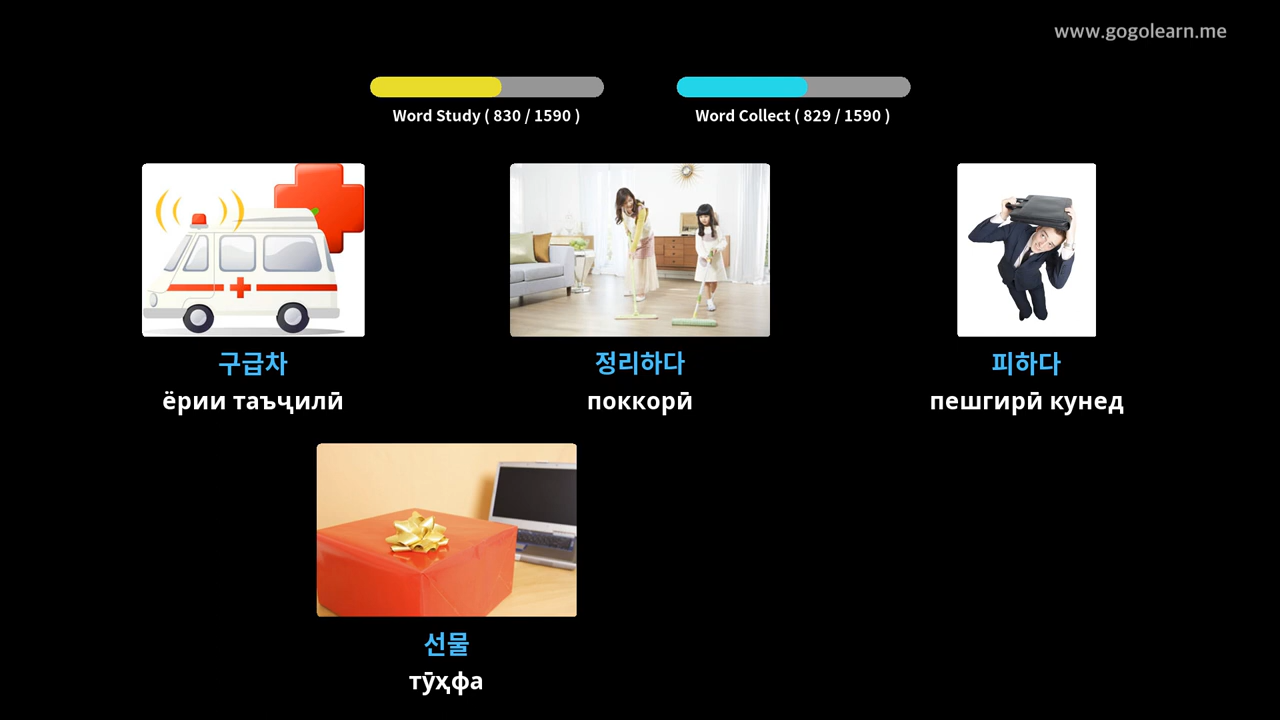 www.gogolearn.me
Word Study ( 830 / 1590 )
Word Collect ( 829 / 1590 )
구급차
ёрии таъҷилӣ
정리하다
поккорӣ
피하다
пешгирӣ кунед
선물
тӯҳфа